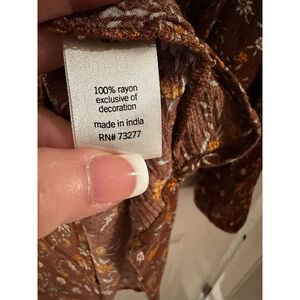 100% rayon
exclusive of
decoration
made in india
RN# 73277